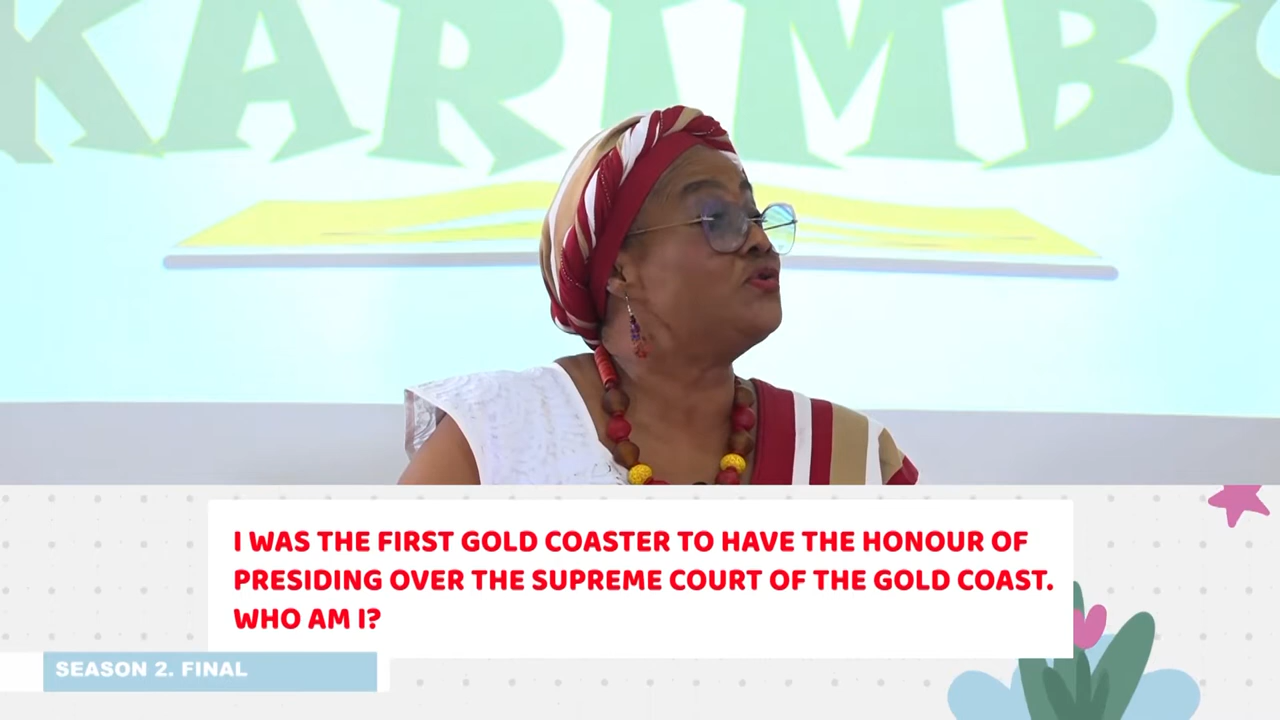 KARIMBO
I WAS THE FIRST GOLD COASTER TO HAVE THE HONOUR OF
PRESIDING OVER THE SUPREME COURT OF THE GOLD COAST.
WHO AM I?
SEASON 2. FINAL